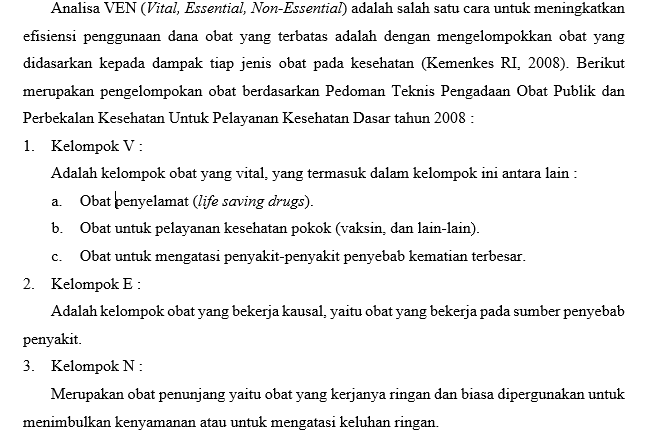 Analisa VEN (Vital, Essential, Non-Essential) adalah salah satu cara untuk meningkatkan
efisiensi penggunaan dana obat yang terbatas adalah dengan mengelompokkan obat yang
didasarkan kepada dampak tiap jenis obat pada kesehatan (Kemenkes RI, 2008). Berikut
merupakan pengelompokan obat berdasarkan Pedoman Teknis Pengadaan Obat Publik dan
Perbekalan Kesehatan Untuk Pelayanan Kesehatan Dasar tahun 2008 :
1. Kelompok V :
Adalah kelompok obat yang vital, yang termasuk dalam kelompok ini antara lain :
a. Obat penyelamat (life saving drugs).
b. Obat untuk pelayanan kesehatan pokok (vaksin, dan lain-lain).
c. Obat untuk mengatasi penyakit-penyakit penyebab kematian terbesar.
2. Kelompok E :
Adalah kelompok obat yang bekerja kausal, yaitu obat yang bekerja pada sumber penyebab
penyakit.
3. Kelompok N :
Merupakan obat penunjang yaitu obat yang kerjanya ringan dan biasa dipergunakan untuk
menimbulkan kenyamanan atau untuk mengatasi keluhan ringan.